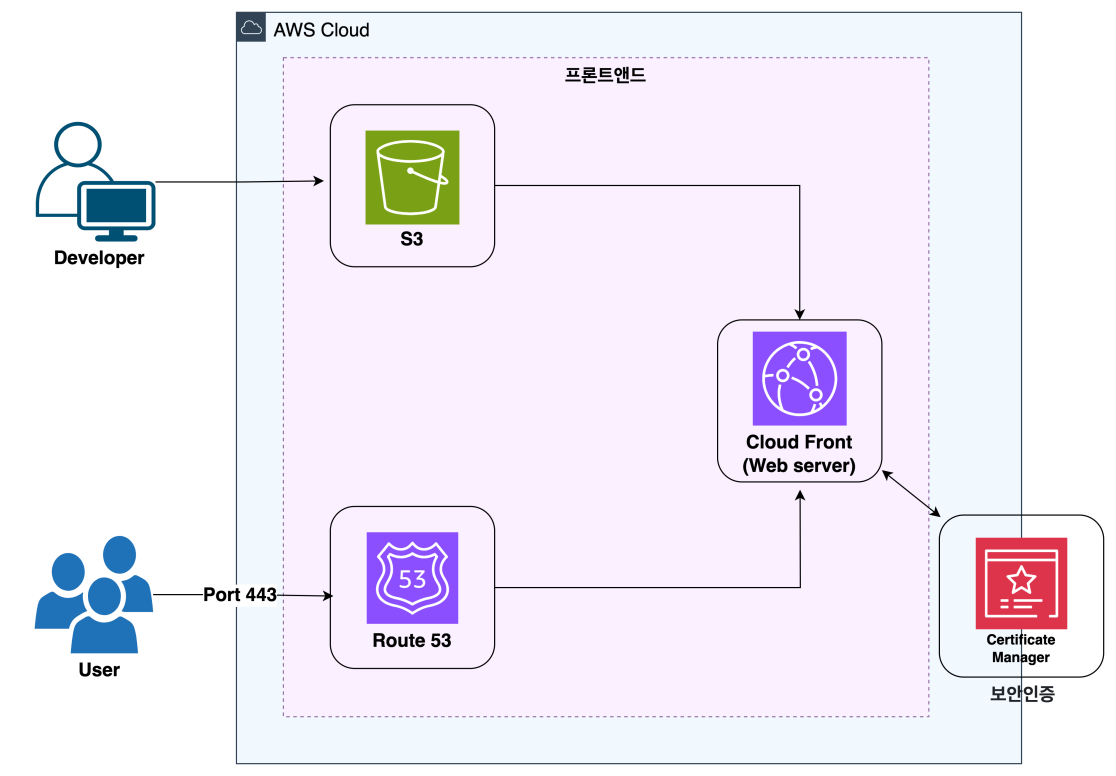 AWS Cloud
프론트앤드
S3
Developer
Cloud Front
(Web server)
Port 443
53
Route 53
User
Certificate
Manager
보안인증